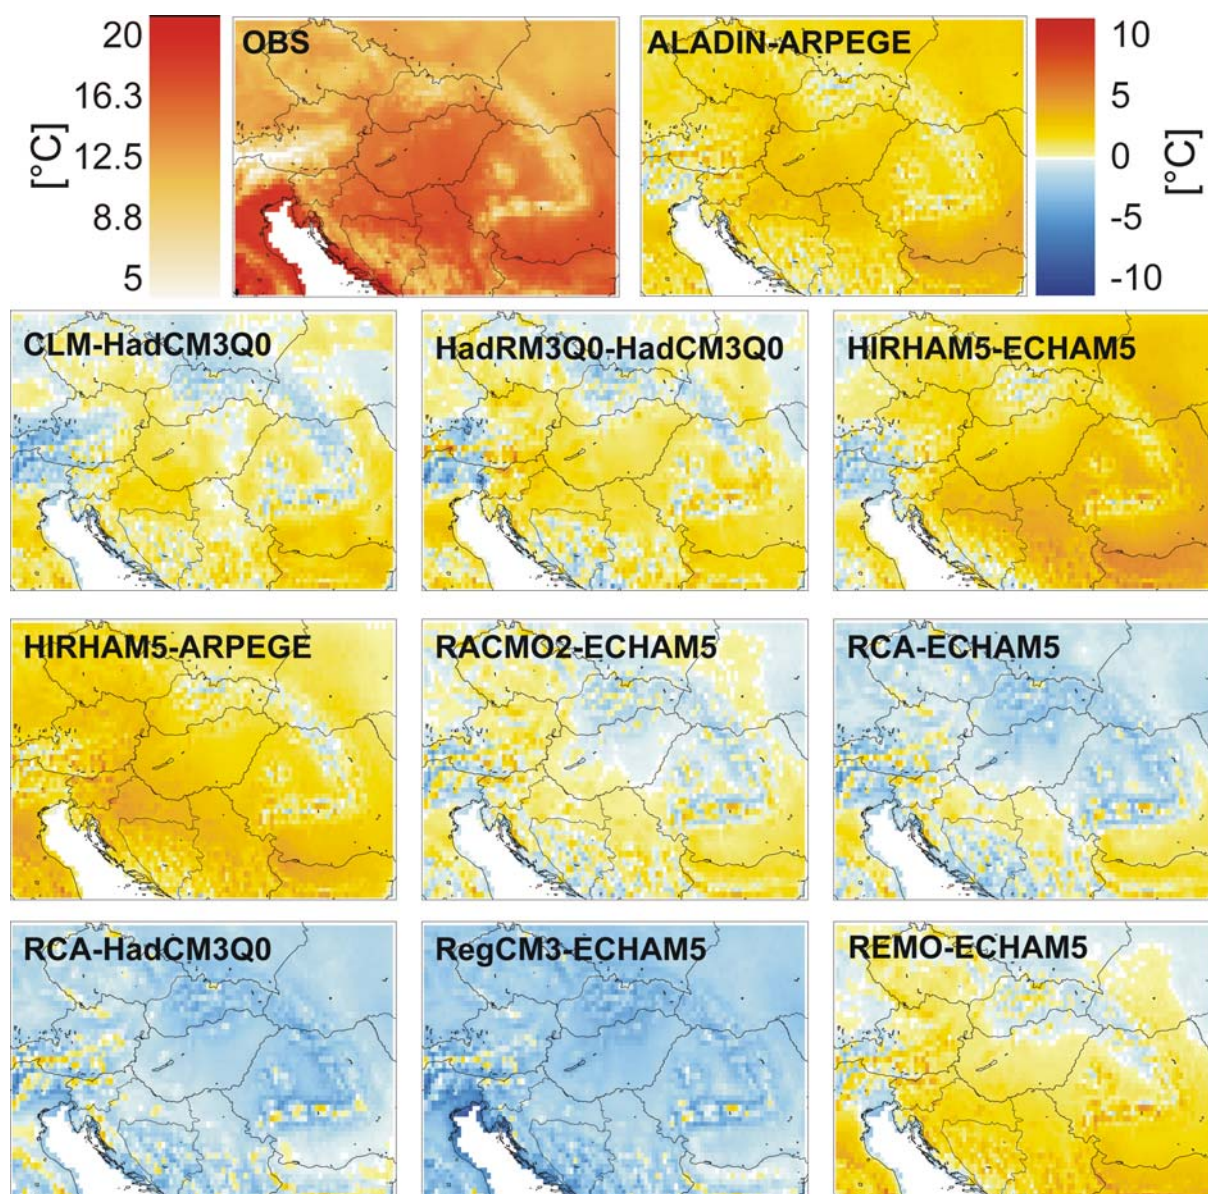 20
16.3
12.5
8.8
5
[°C]
OBS
ALADIN-ARPEGE
10
5
0
-5
-10
[°C]
CLM-HadCM3Q0
HadRM3Q0-HadCM3Q0
HIRHAM5-ECHAM5
HIRHAM5-ARPEGE
RACMO2-ECHAM5
RCA-ECHAM5
RCA-HadCM3Q0
RegCM3-ECHAM5
REMO-ECHAM5